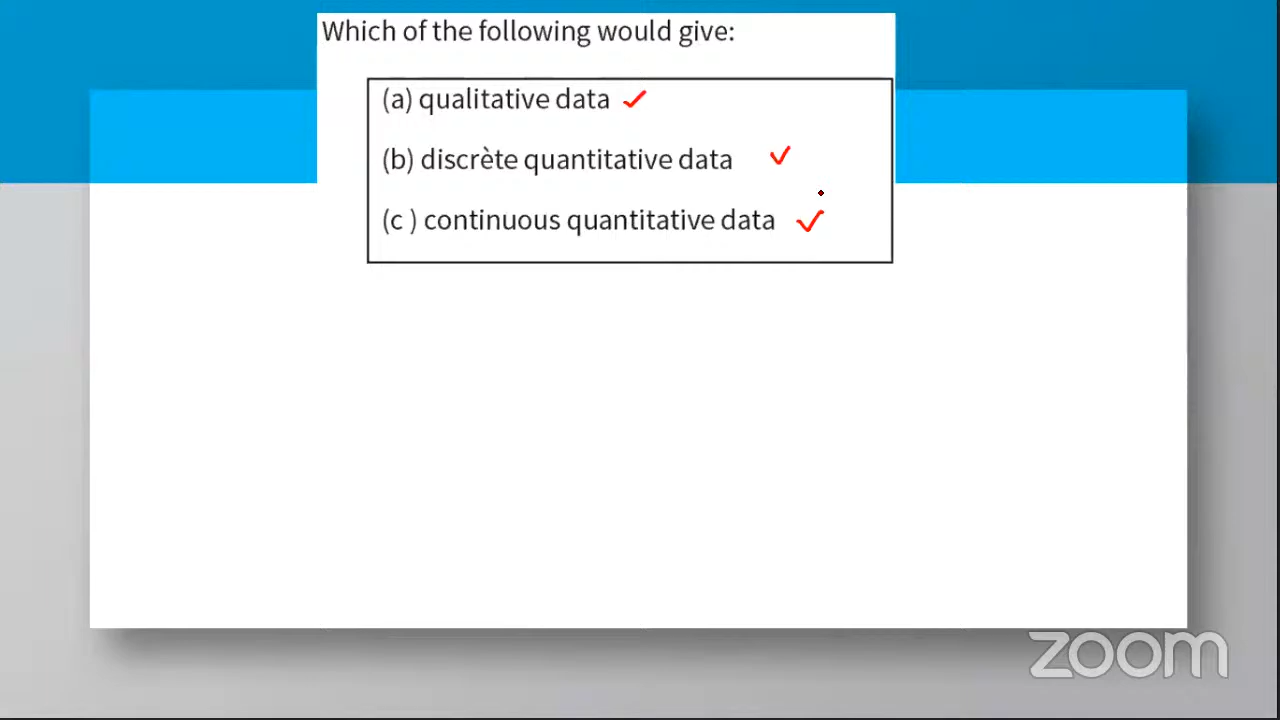 Which of the following would give:
(a) qualitative data
(b) discrète quantitative data
(c ) continuous quantitative data
zoom